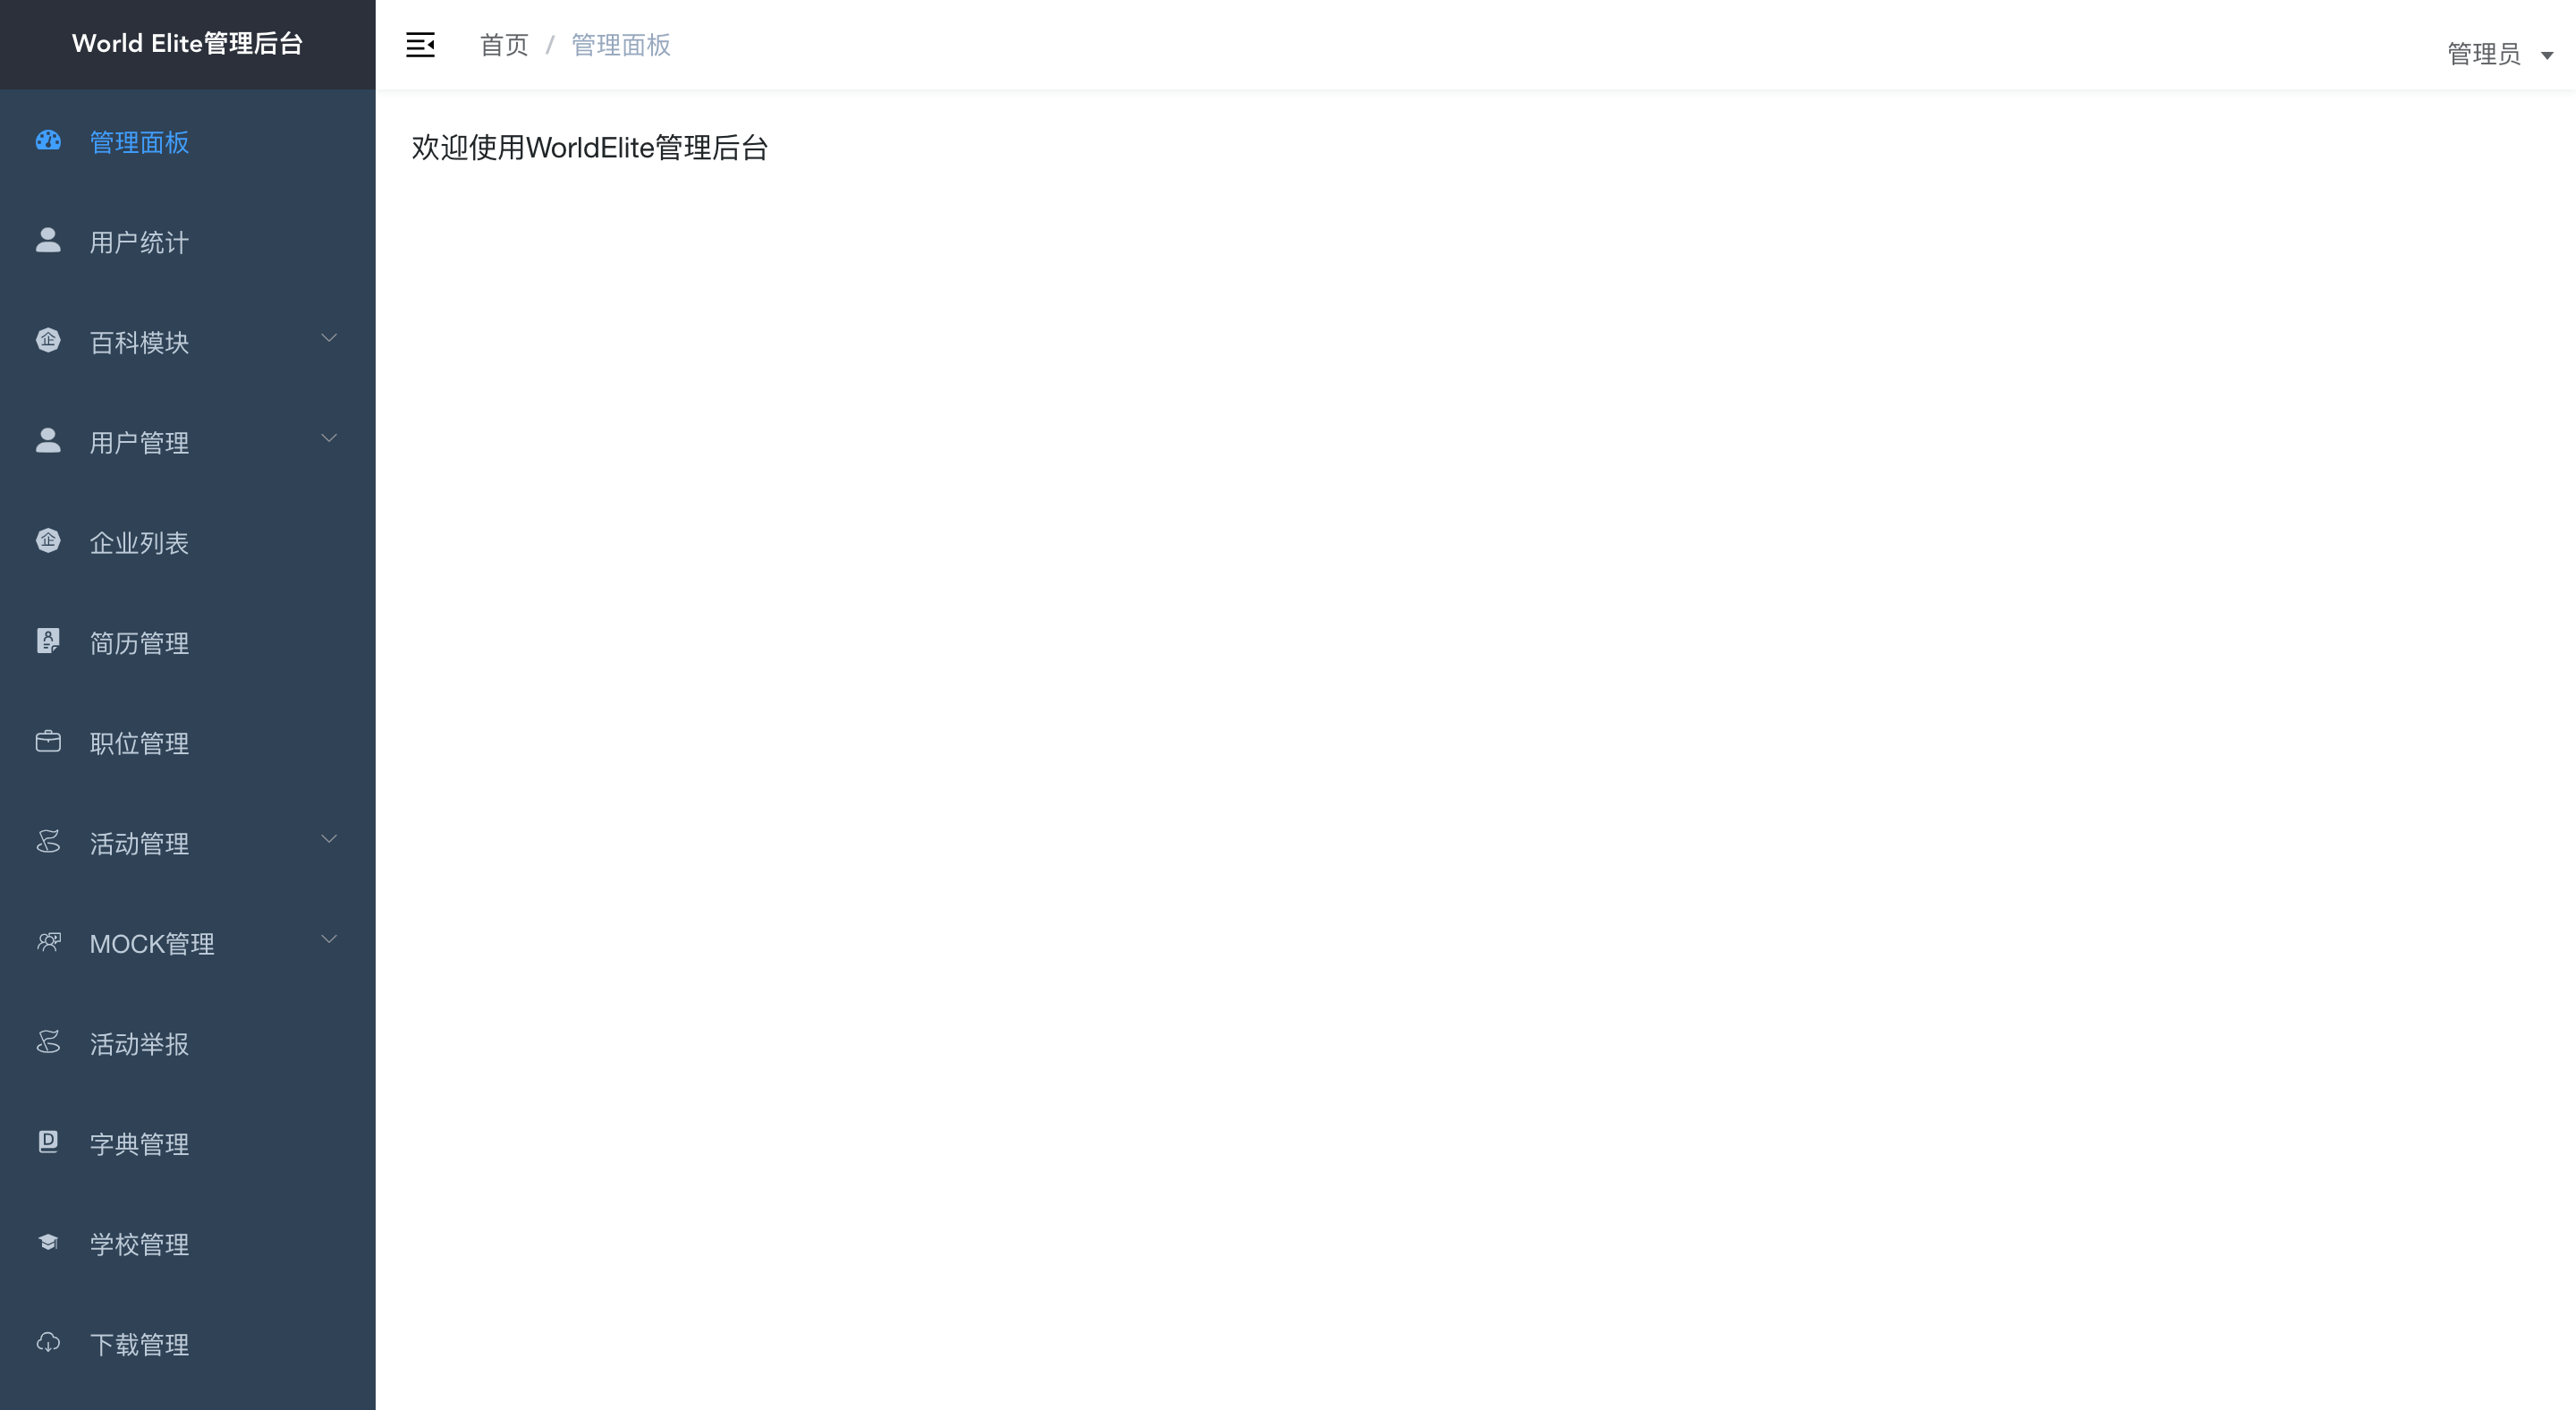 World Elite管理后台
首页 / 管理面板
管理员
管理面板
用户统计
百科模块
用户管理
企业列表
简历管理
职位管理
活动管理
MOCK管理
活动举报
字典管理
学校管理
下载管理
欢迎使用WorldElite管理后台